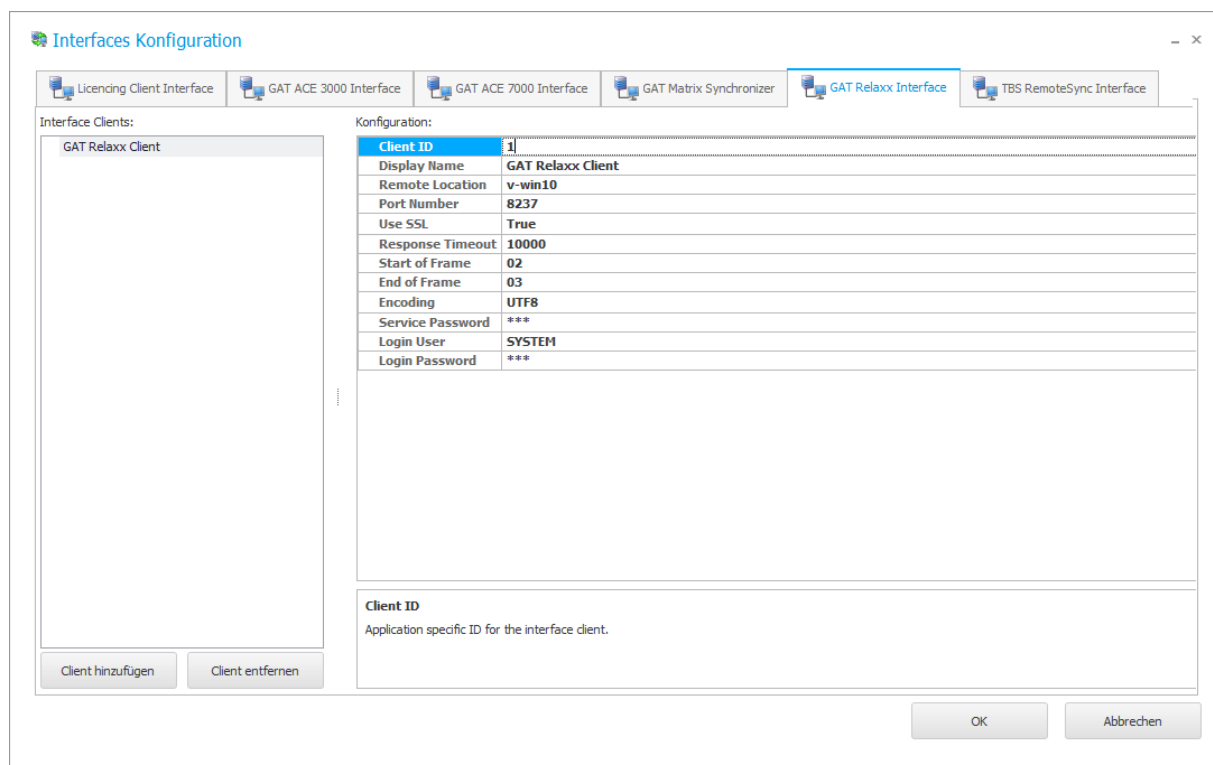 Interfaces Konfiguration
Licencing Client Interface
GAT ACE 3000 Interface
GAT ACE 7000 Interface
GAT Matrix Synchronizer
GAT Relaxx Interface
TBS RemoteSync Interface
Interface Clients:
GAT Relaxx Client
Konfiguration:
Client ID 1
Display Name GAT Relaxx Client
Remote Location v-win10
Port Number 8237
Use SSL True
Response Timeout 10000
Start of Frame 02
End of Frame 03
Encoding UTF8
Service Password ***
Login User SYSTEM
Login Password ***
Client ID
Application specific ID for the interface client.
Client hinzufügen
Client entfernen
OK
Abbrechen